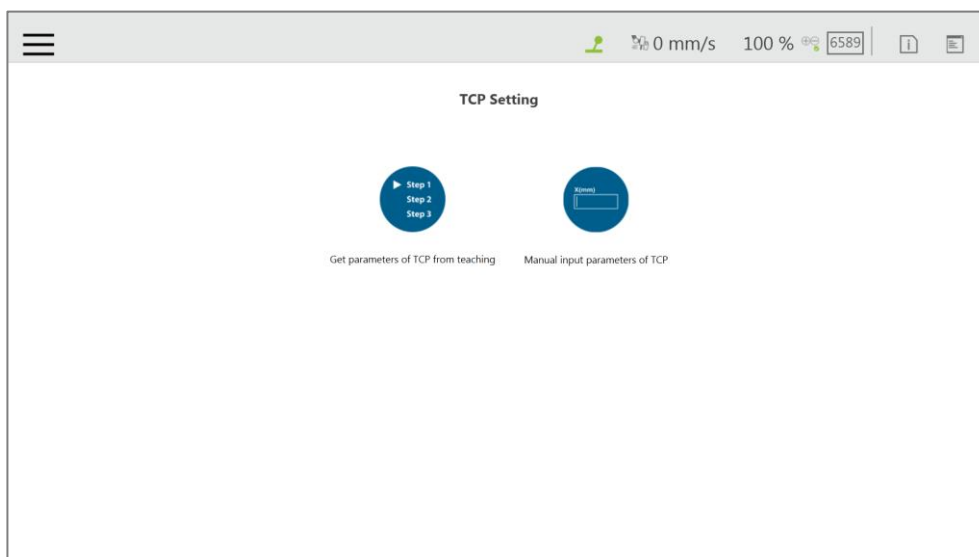 0 mm/s 100 % 6589
TCP Setting
Step 1
Step 2
Step 3
X(mm)
Get parameters of TCP from teaching
Manual input parameters of TCP